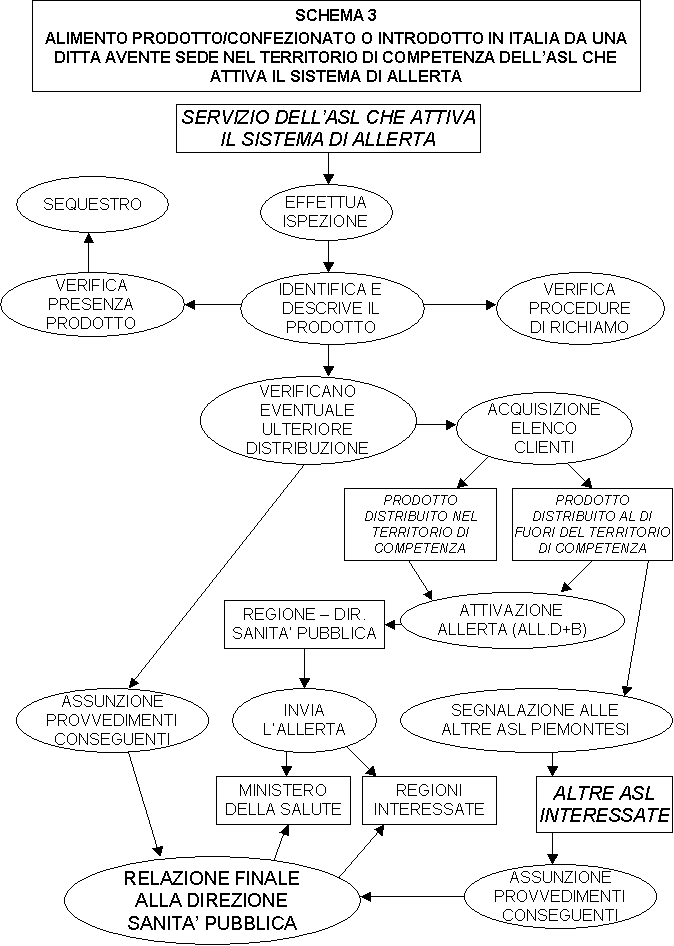 SCHEMA 3
ALIMENTO PRODOTTO/CONFEZIONATO O INTRODOTTO IN ITALIA DA UNA
DITTA AVENTE SEDE NEL TERRITORIO DI COMPETENZA DELL'ASL CHE
ATTIVA IL SISTEMA DI ALLERTA
SERVIZIO DELL'ASL CHE ATTIVA
IL SISTEMA DI ALLERTA
SEQUESTRO
EFFETTUA
ISPEZIONE
VERIFICA
PRESENZA
PRODOTTO
IDENTIFICA E
DESCRIVE IL
PRODOTTO
VERIFICA
PROCEDURE
DI RICHIAMO
VERIFICANO
EVENTUALE
ULTERIORE
DISTRIBUZIONE
ACQUISIZIONE
ELENCO
CLIENTI
PRODOTTO
DISTRIBUITO NEL
TERRITORIO DI
COMPETENZA
PRODOTTO
DISTRIBUITO AL DI
FUORI DEL TERRITORIO
DI COMPETENZA
REGIONE – DIR.
SANITA' PUBBLICA
ATTIVAZIONE
ALLERTA (ALL.D+B)
ASSUNZIONE
PROVVEDIMENTI
CONSEGUENTI
INVIA
L'ALLERTA
SEGNALAZIONE ALLE
ALTRE ASL PIEMONTESI
MINISTERO
DELLA SALUTE
REGIONI
INTERESSATE
ALTRE ASL
INTERESSATE
RELAZIONE FINALE
ALLA DIREZIONE
SANITA' PUBBLICA
ASSUNZIONE
PROVVEDIMENTI
CONSEGUENTI